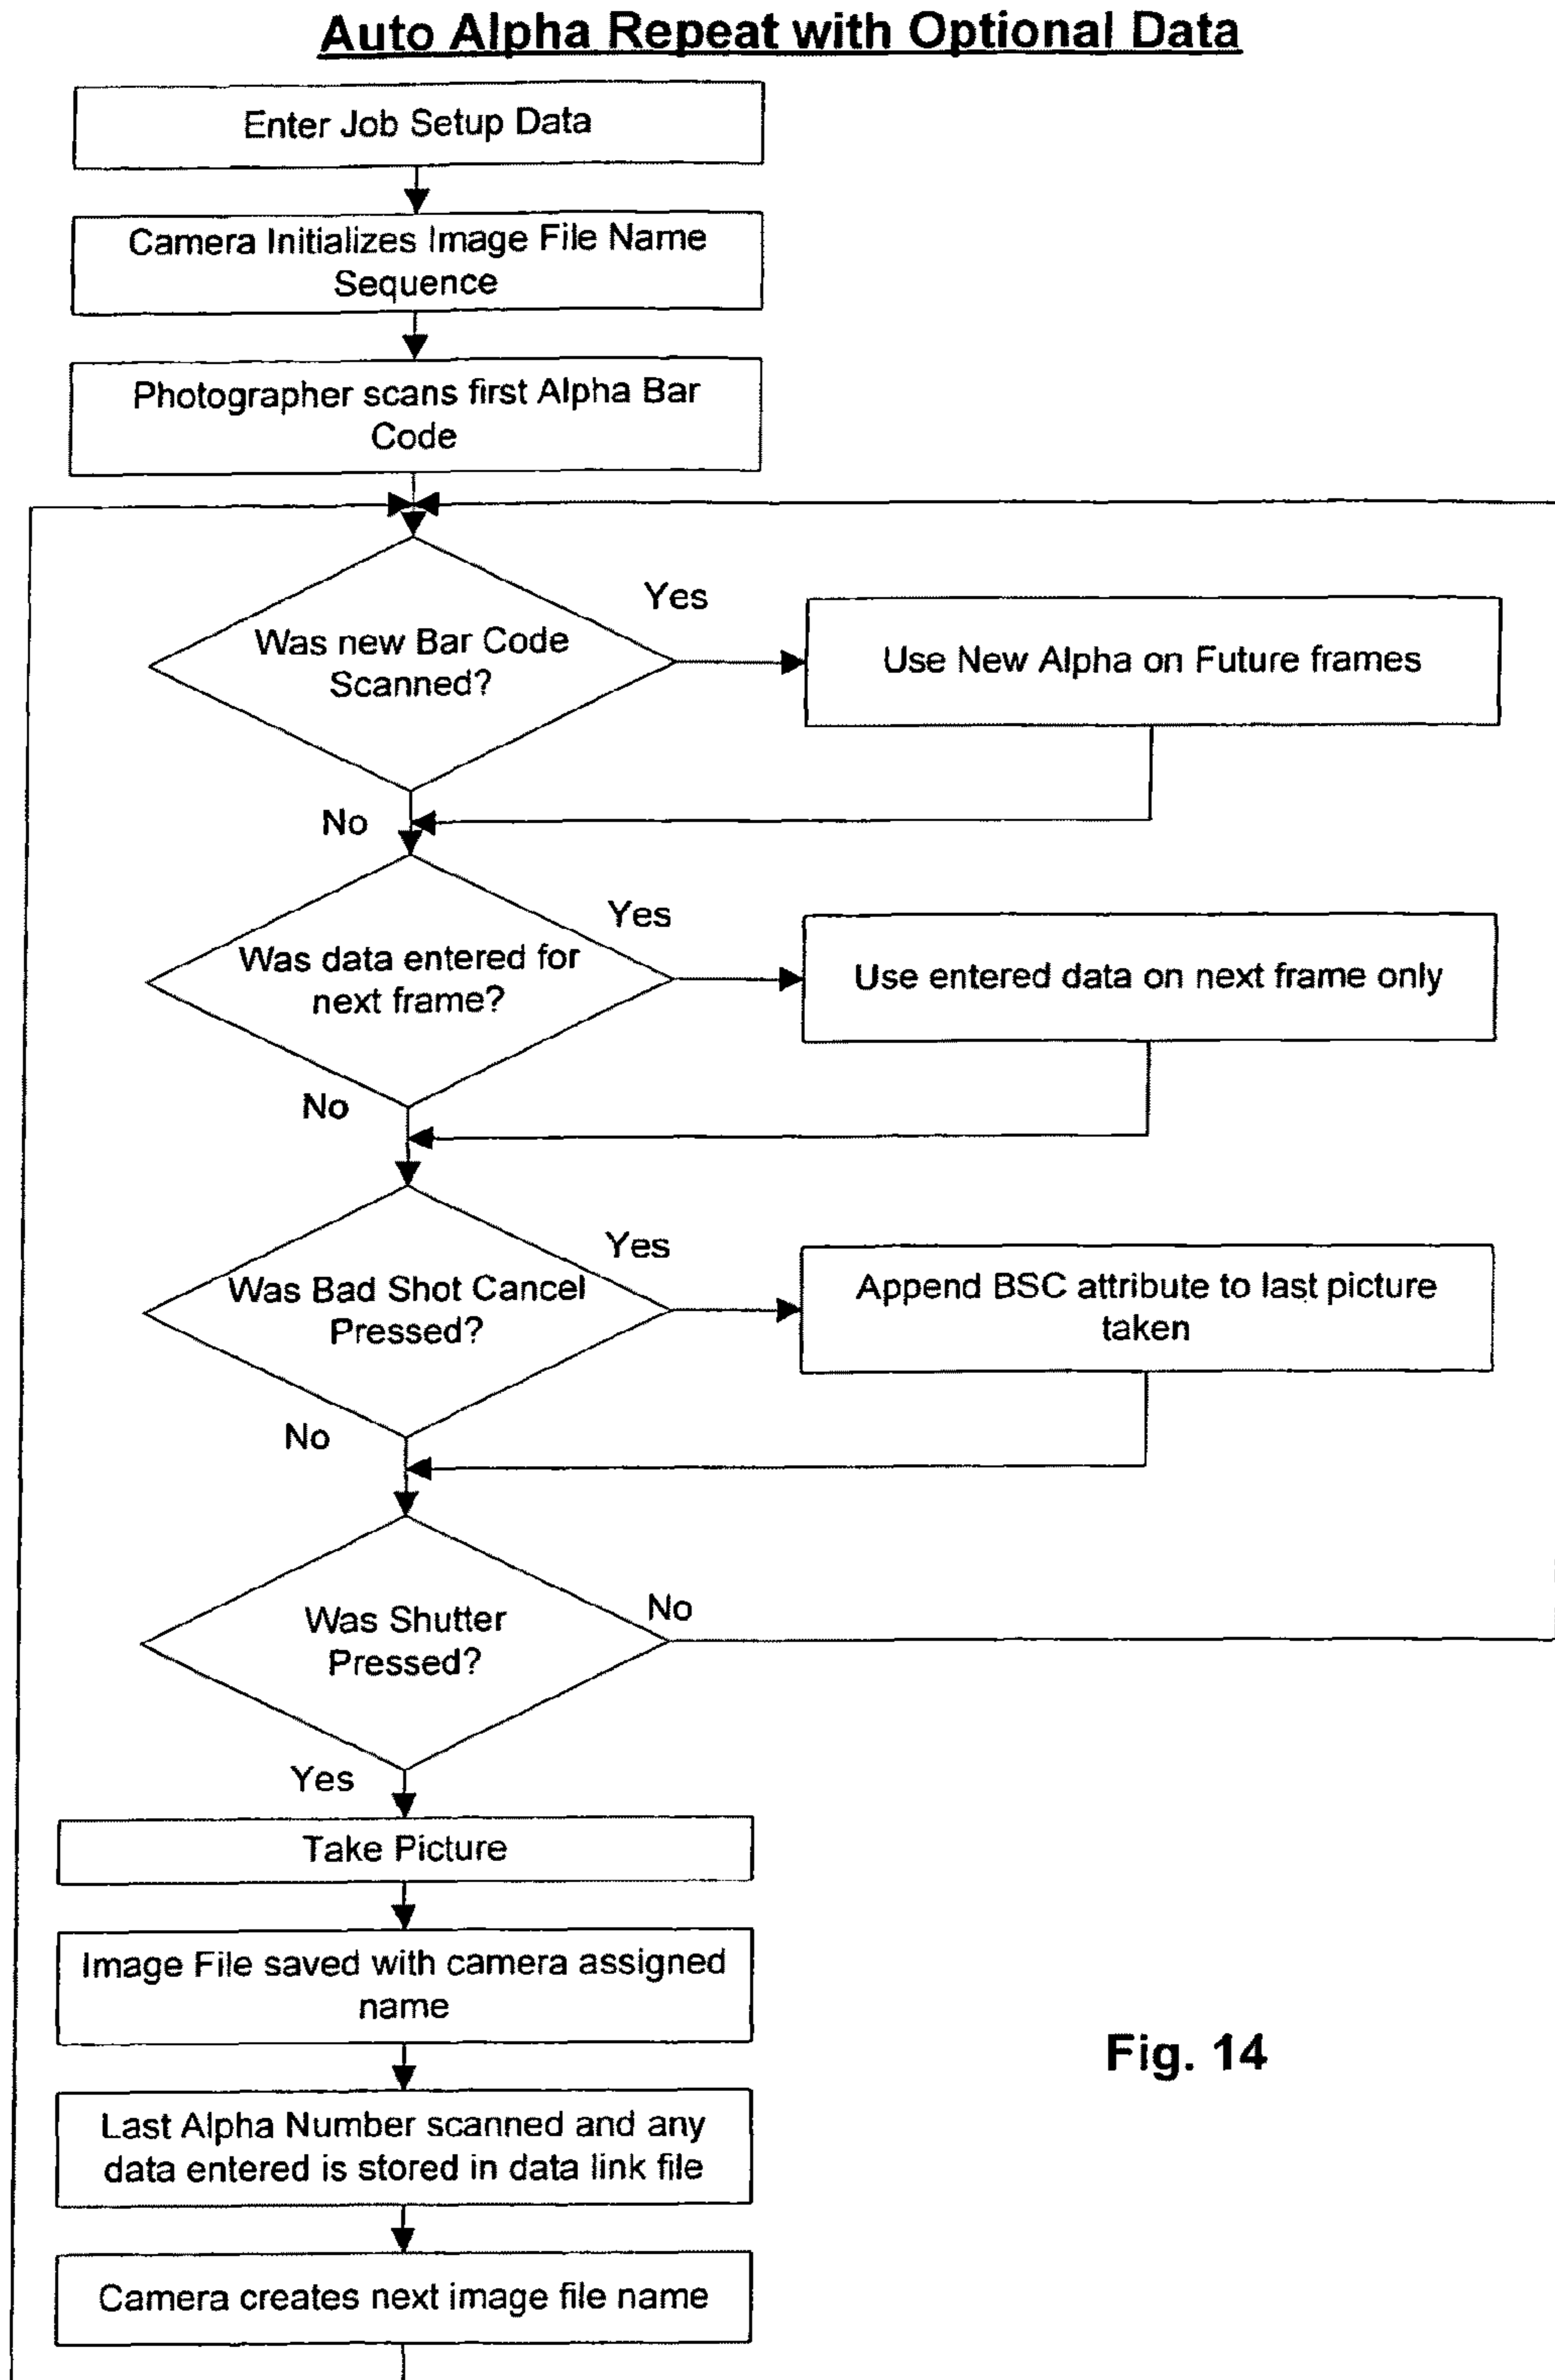 Auto Alpha Repeat with Optional Data
Enter Job Setup Data
Camera Initializes Image File Name
Sequence
Photographer scans first Alpha Bar
Code
Was new Bar Code
Scanned?
Yes
Use New Alpha on Future frames
No
Was data entered for
next frame?
Yes
Use entered data on next frame only
No
Was Bad Shot Cancel
Pressed?
Yes
Append BSC attribute to last picture
taken
No
Was Shutter
Pressed?
No
Yes
Take Picture
Image File saved with camera assigned
name
Last Alpha Number scanned and any
data entered is stored in data link file
Camera creates next image file name
Fig. 14